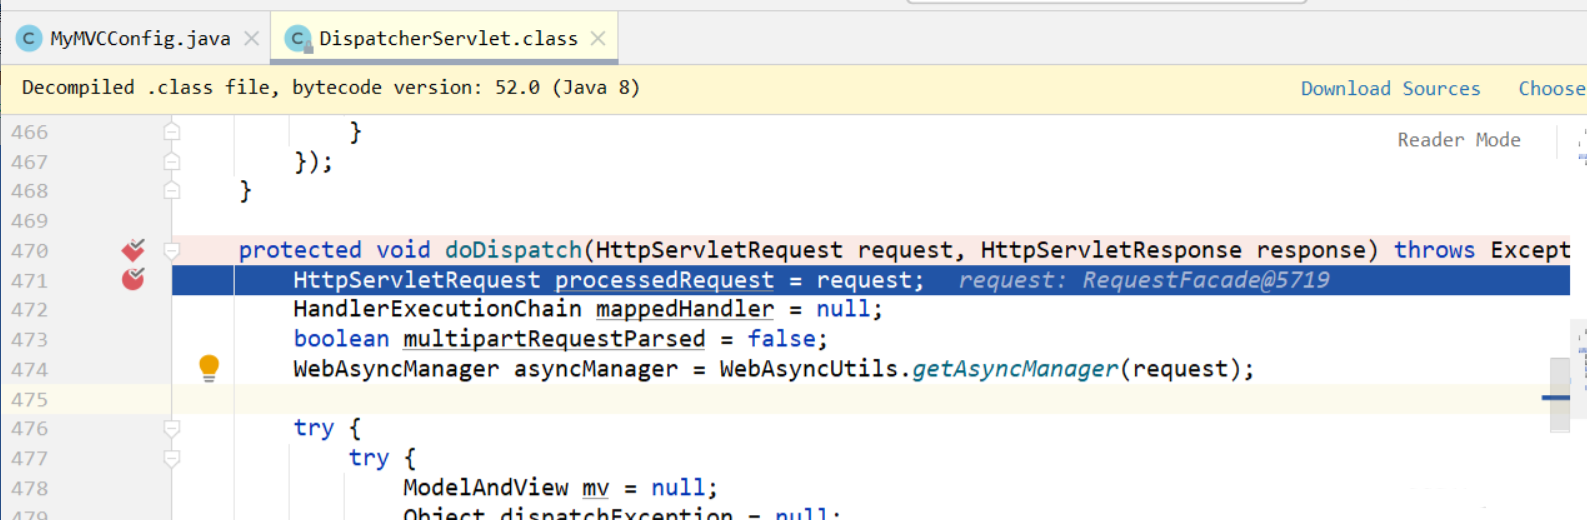 MyMVCConfig.java DispatcherServlet.class
Decompiled .class file, bytecode version: 52.0 (Java 8) Download Sources Choose
466 }
Reader Mode
467 });
468 }
469
470 protected void doDispatch(HttpServletRequest request, HttpServletResponse response) throws Except
471 HttpServletRequest processedRequest = request; request: RequestFacade@5719
472 HandlerExecutionChain mappedHandler = null;
473 boolean multipartRequestParsed = false;
474 WebAsyncManager asyncManager = WebAsyncUtils.getAsyncManager(request);
475
476 try {
477 try {
478 ModelAndView mv = null;
479 Object dispatchException = null;